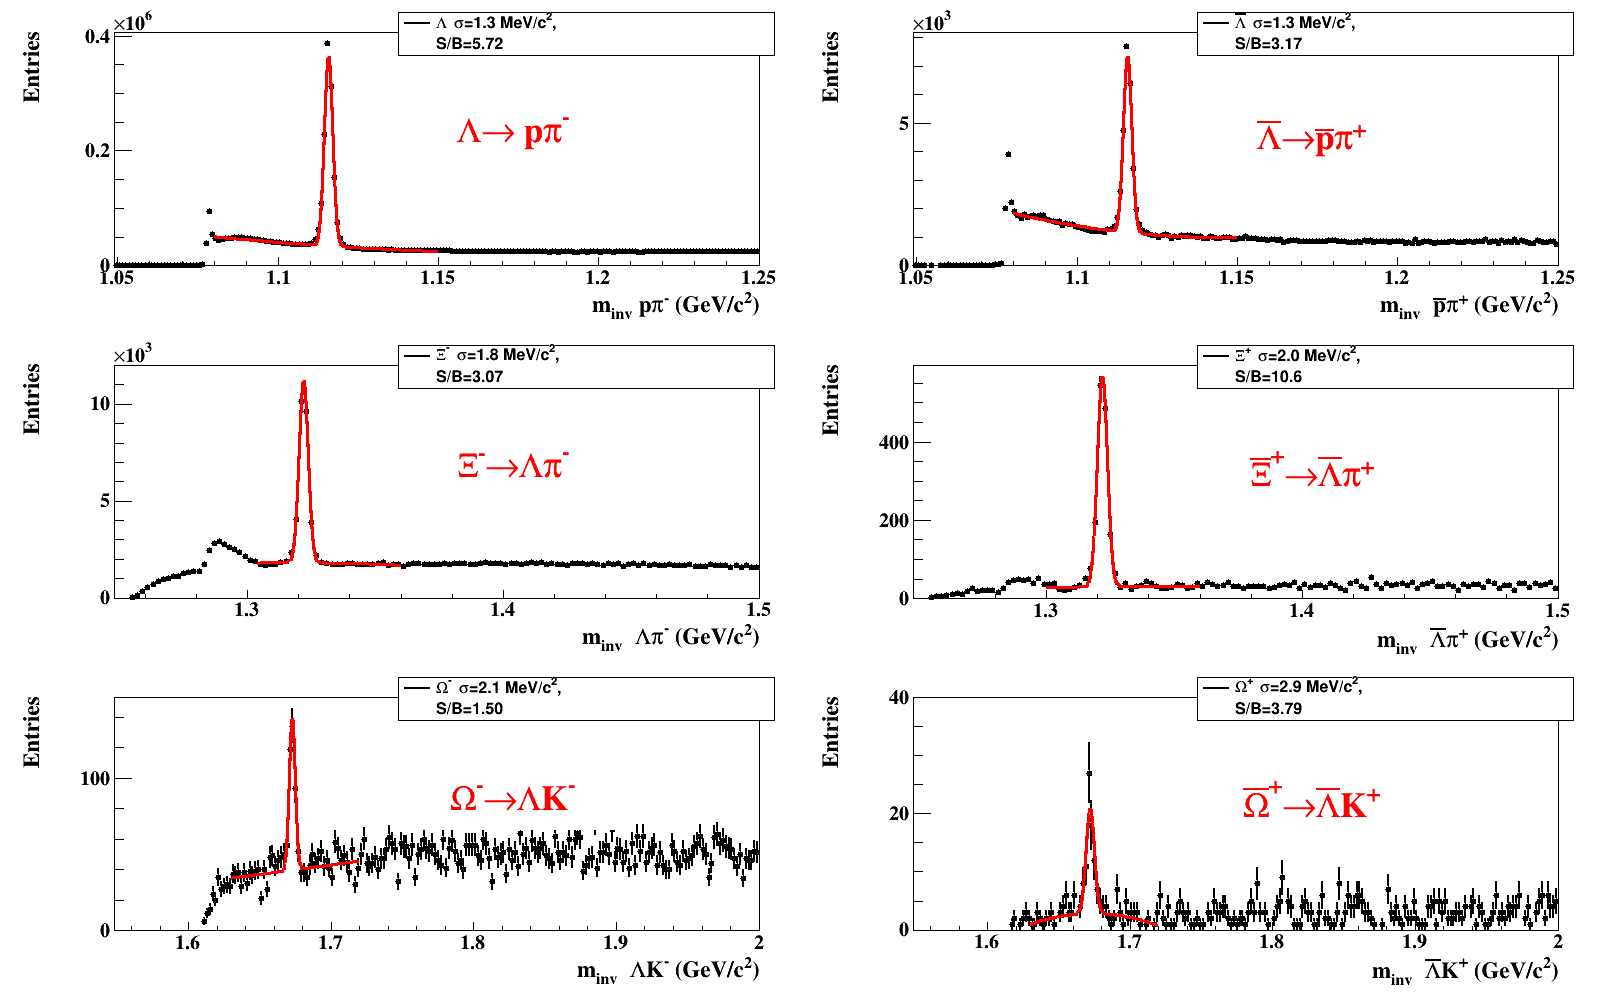 ×10⁶
Λ σ=1.3 MeV/c²,
S/B=5.72
Entries
0.4
0.2
0
Λ→ pπ⁻
1.05 1.1 1.15 1.2 1.25
m_inv pπ⁻ (GeV/c²)
×10³
Λ̅ σ=1.3 MeV/c²,
S/B=3.17
Entries
5
0
Λ̅→p̅π⁺
1.05 1.1 1.15 1.2 1.25
m_inv p̅π⁺ (GeV/c²)
×10³
Ξ⁻ σ=1.8 MeV/c²,
S/B=3.07
Entries
10
5
0
Ξ⁻→Λπ⁻
1.3 1.4 1.5
m_inv Λπ⁻ (GeV/c²)
Ξ⁺ σ=2.0 MeV/c²,
S/B=10.6
Entries
400
200
0
Ξ̅⁺→Λ̅π⁺
1.3 1.4 1.5
m_inv Λ̅π⁺ (GeV/c²)
Ω⁻ σ=2.1 MeV/c²,
S/B=1.50
Entries
100
0
Ω⁻→ΛK⁻
1.6 1.7 1.8 1.9 2
m_inv ΛK⁻ (GeV/c²)
Ω⁺ σ=2.9 MeV/c²,
S/B=3.79
Entries
40
20
0
Ω̅⁺→Λ̅K⁺
1.6 1.7 1.8 1.9 2
m_inv Λ̅K⁺ (GeV/c²)